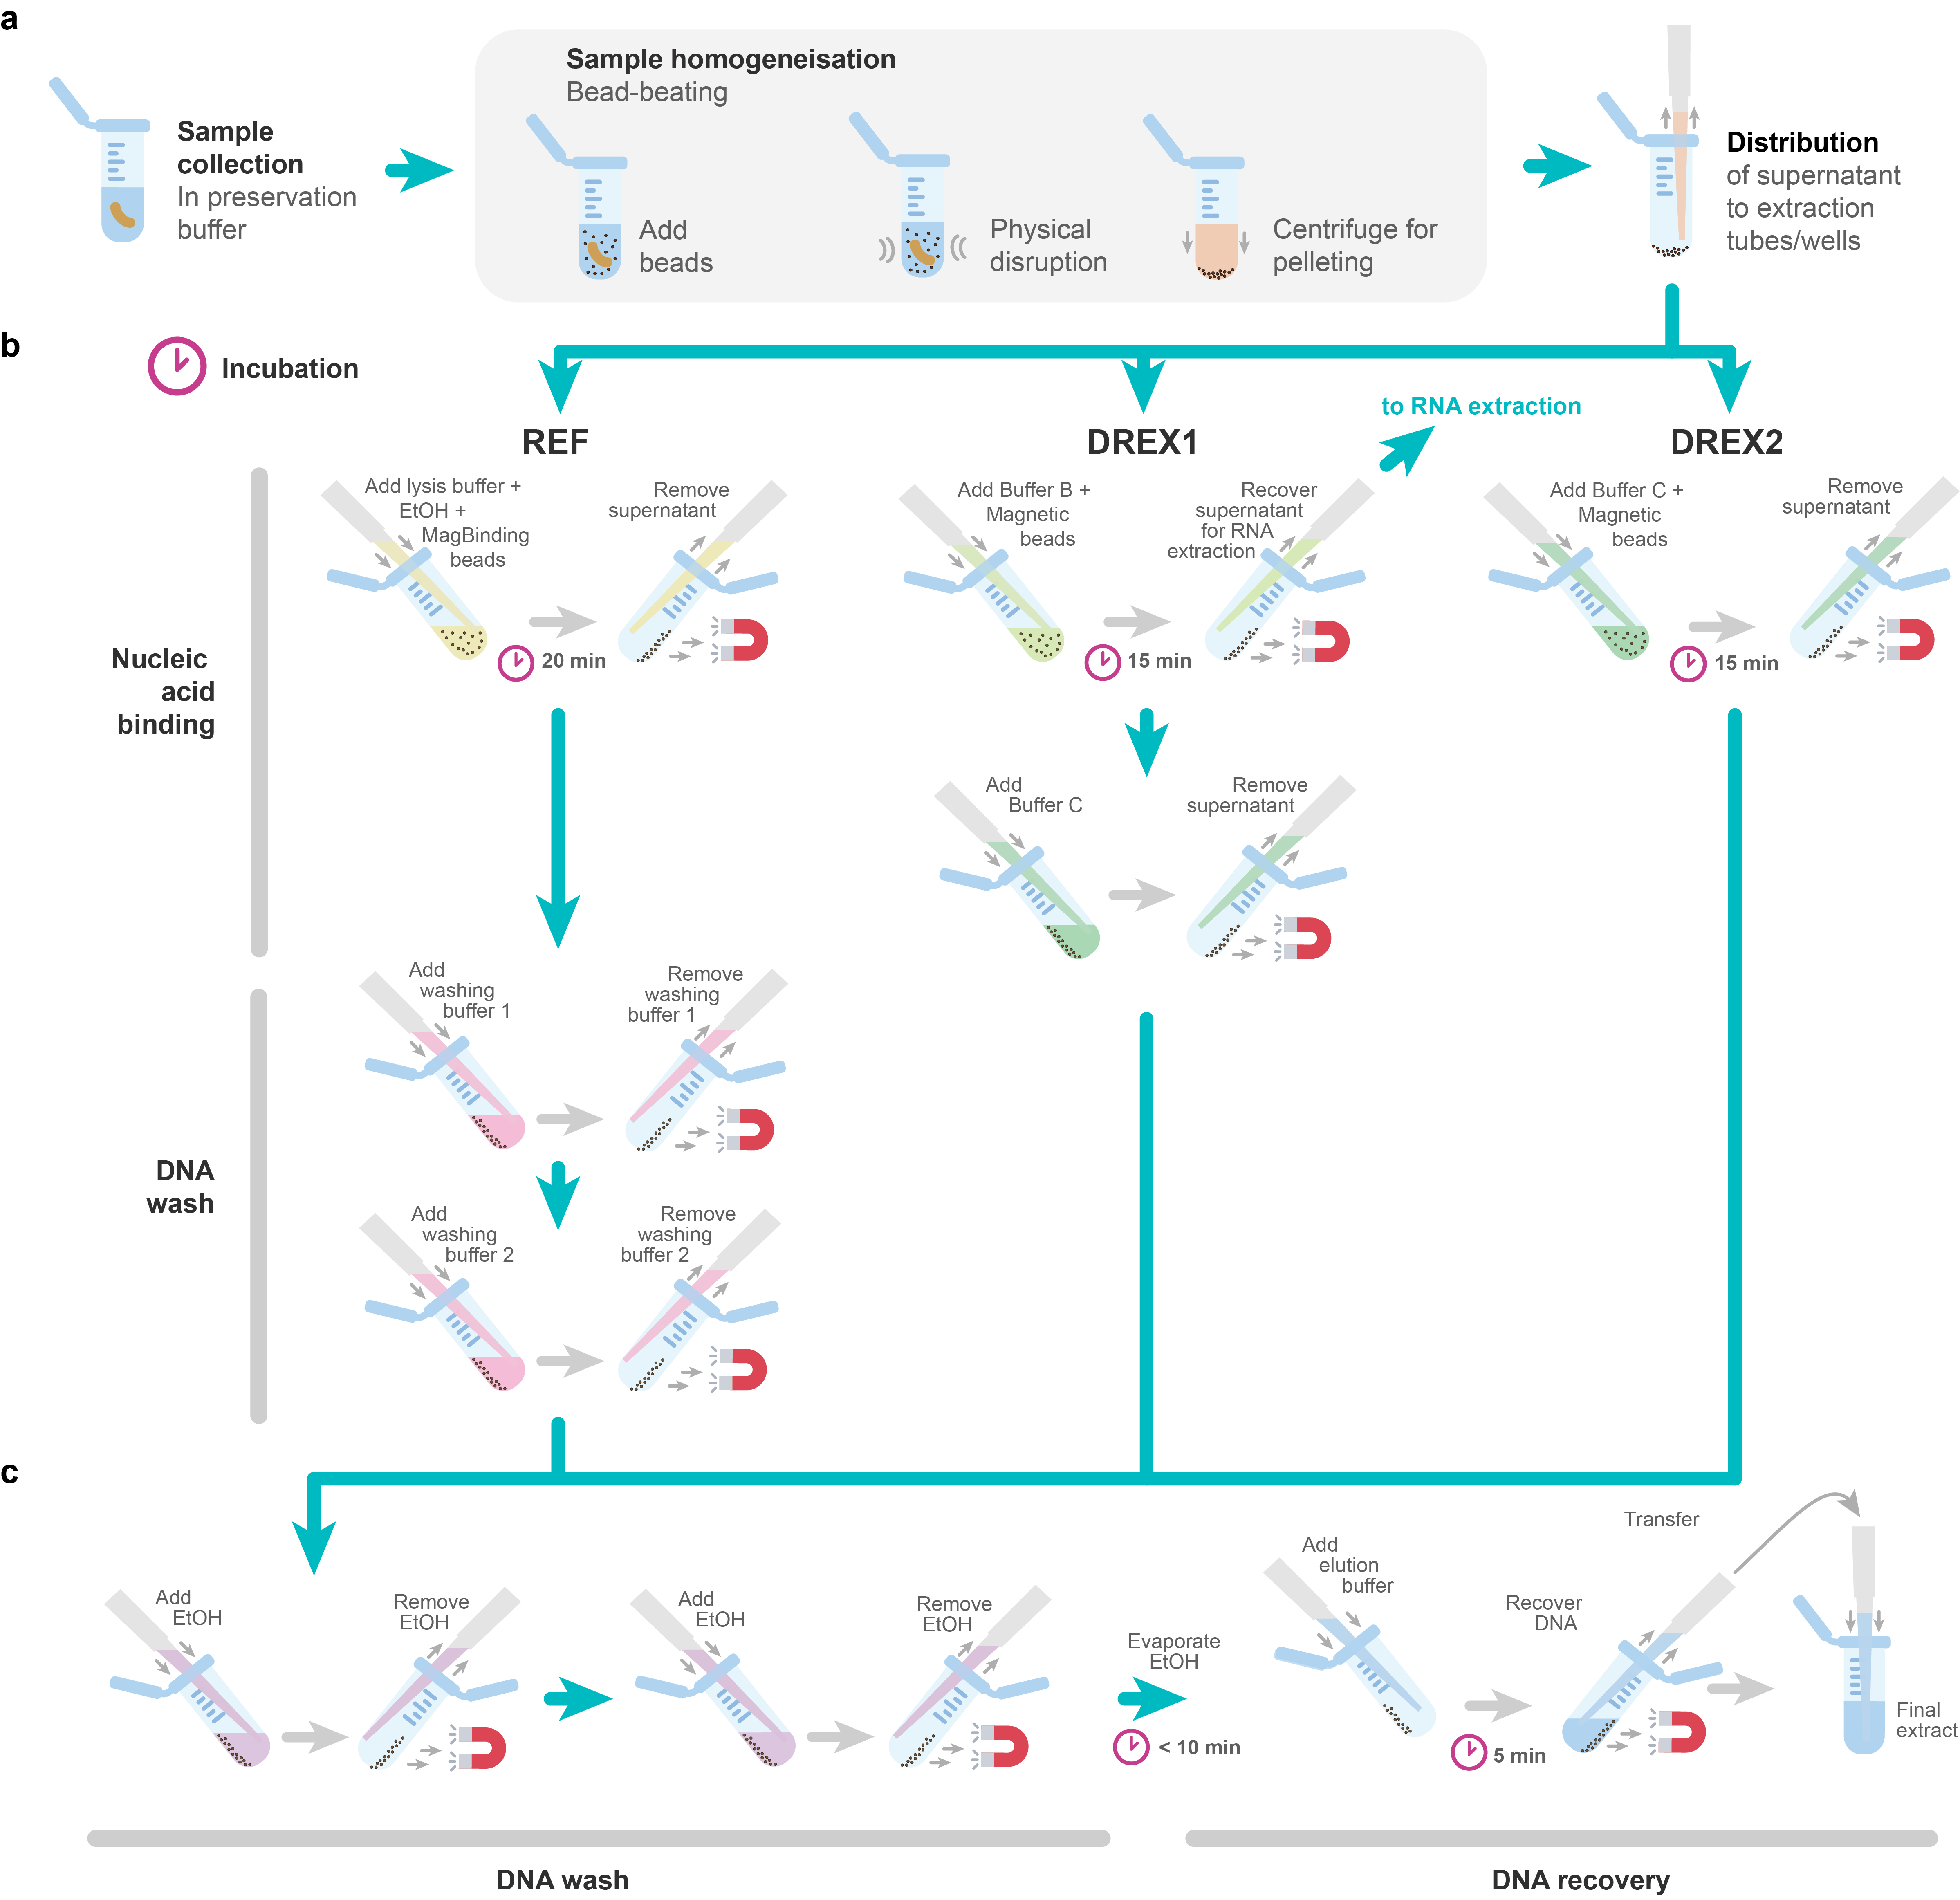 a
Sample
collection
In preservation
buffer
Sample homogeneisation
Bead-beating
Add
beads
Physical
disruption
Centrifuge for
pelleting
Distribution
of supernatant
to extraction
tubes/wells
b
Incubation
to RNA extraction
REF
DREX1
DREX2
Nucleic
acid
binding
Add lysis buffer +
EtOH +
MagBinding
beads
20 min
Remove
supernatant
Add Buffer B +
Magnetic
beads
15 min
Recover
supernatant
for RNA
extraction
Add Buffer C +
Magnetic
beads
15 min
Remove
supernatant
Add
Buffer C
Remove
supernatant
DNA
wash
Add
washing
buffer 1
Remove
washing
buffer 1
Add
washing
buffer 2
Remove
washing
buffer 2
c
Add
EtOH
Remove
EtOH
Add
EtOH
Remove
EtOH
Evaporate
EtOH
< 10 min
Add
elution
buffer
5 min
Recover
DNA
Transfer
Final
extract
DNA wash
DNA recovery